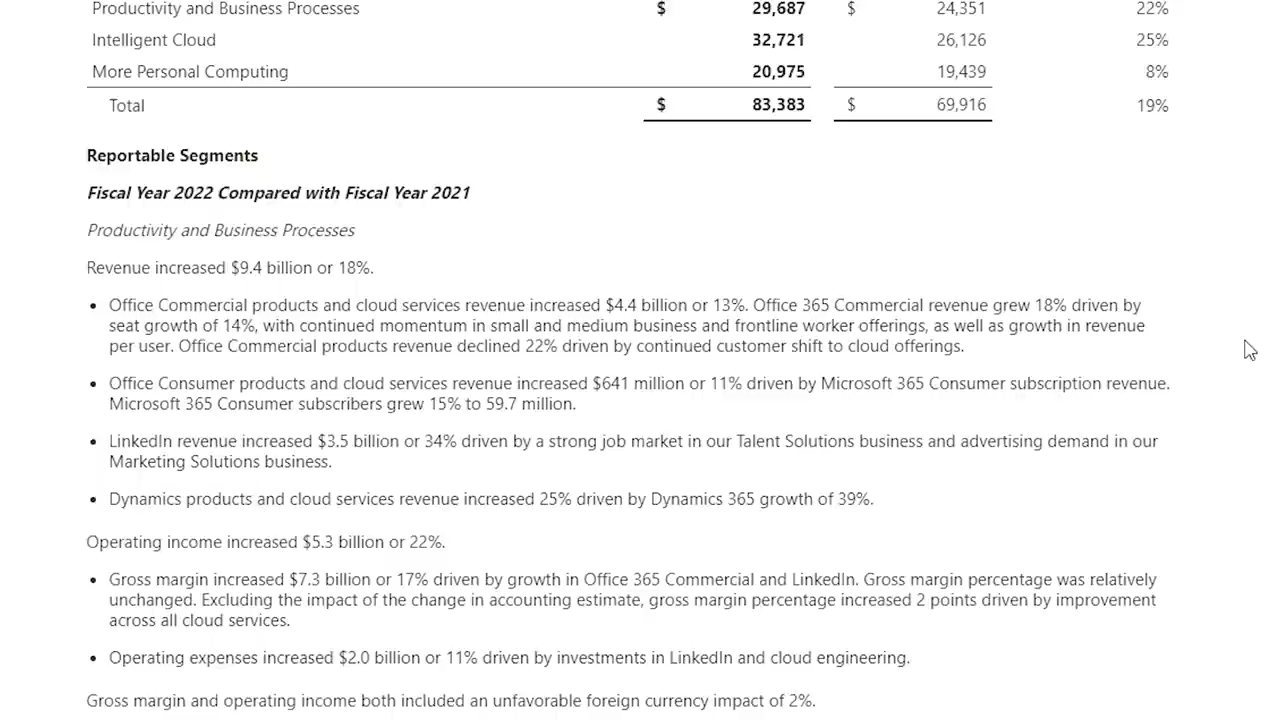 Productivity and Business Processes $ 29,687 $ 24,351 22%
Intelligent Cloud 32,721 26,126 25%
More Personal Computing 20,975 19,439 8%
Total $ 83,383 $ 69,916 19%
Reportable Segments
Fiscal Year 2022 Compared with Fiscal Year 2021
Productivity and Business Processes
Revenue increased $9.4 billion or 18%.
• Office Commercial products and cloud services revenue increased $4.4 billion or 13%. Office 365 Commercial revenue grew 18% driven by
seat growth of 14%, with continued momentum in small and medium business and frontline worker offerings, as well as growth in revenue
per user. Office Commercial products revenue declined 22% driven by continued customer shift to cloud offerings.
• Office Consumer products and cloud services revenue increased $641 million or 11% driven by Microsoft 365 Consumer subscription revenue.
Microsoft 365 Consumer subscribers grew 15% to 59.7 million.
• LinkedIn revenue increased $3.5 billion or 34% driven by a strong job market in our Talent Solutions business and advertising demand in our
Marketing Solutions business.
• Dynamics products and cloud services revenue increased 25% driven by Dynamics 365 growth of 39%.
Operating income increased $5.3 billion or 22%.
• Gross margin increased $7.3 billion or 17% driven by growth in Office 365 Commercial and LinkedIn. Gross margin percentage was relatively
unchanged. Excluding the impact of the change in accounting estimate, gross margin percentage increased 2 points driven by improvement
across all cloud services.
• Operating expenses increased $2.0 billion or 11% driven by investments in LinkedIn and cloud engineering.
Gross margin and operating income both included an unfavorable foreign currency impact of 2%.